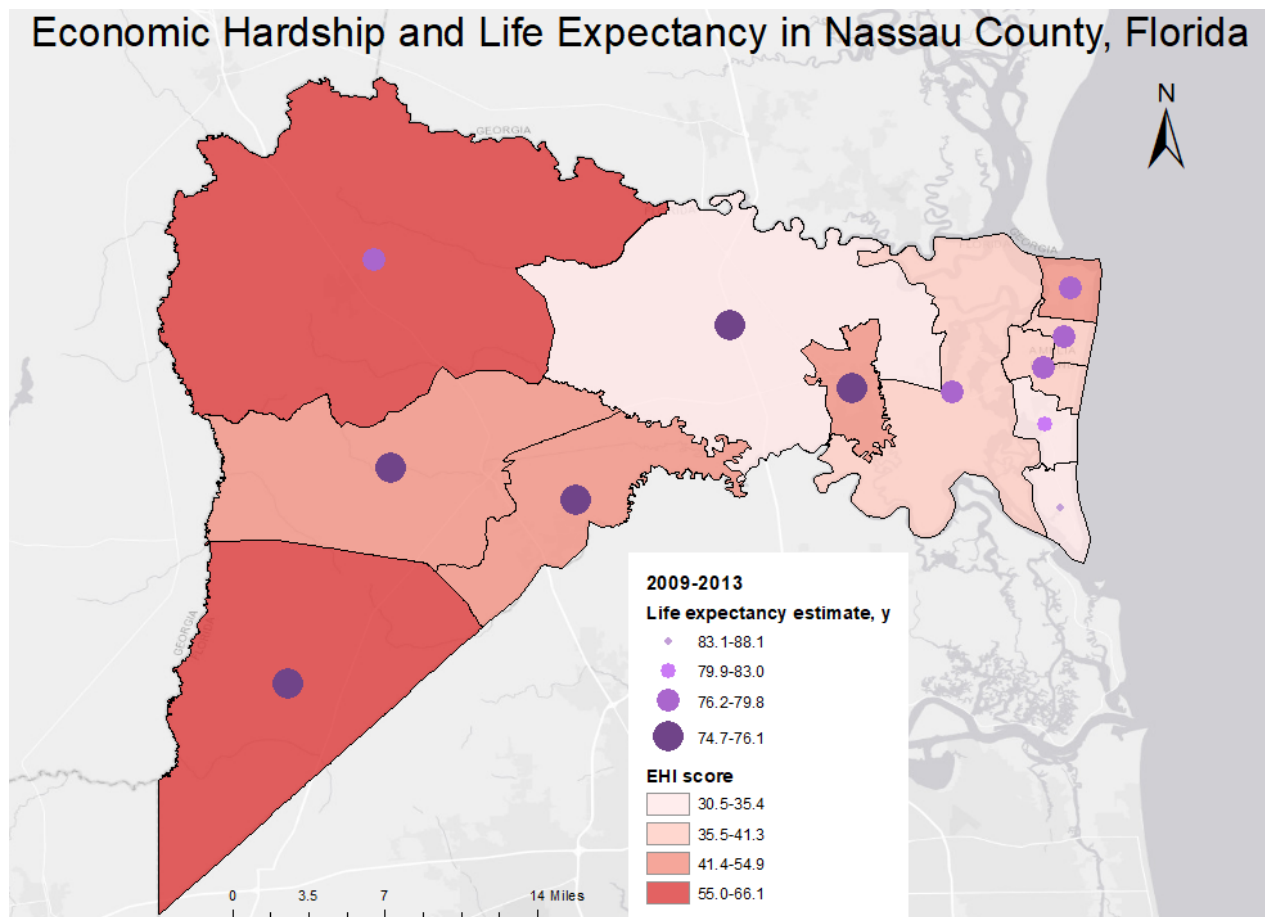 Economic Hardship and Life Expectancy in Nassau County, Florida
N
GEORGIA
GEORGIA
GEORGIA
2009-2013
Life expectancy estimate, y
83.1-88.1
79.9-83.0
76.2-79.8
74.7-76.1
EHI score
30.5-35.4
35.5-41.3
41.4-54.9
55.0-66.1
0 3.5 7 14 Miles